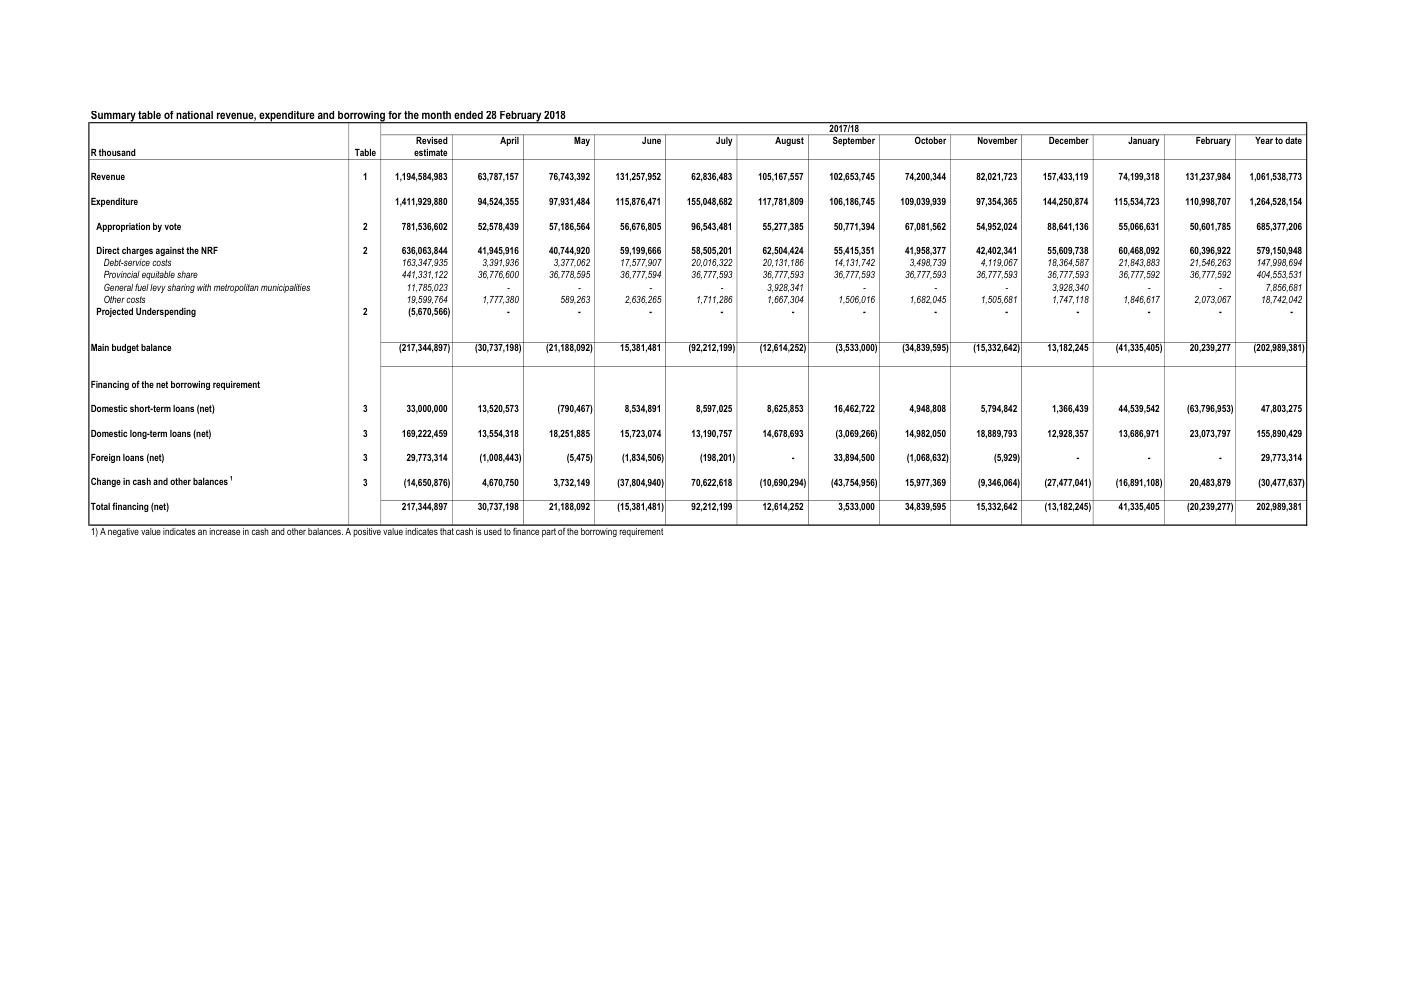 Summary table of national revenue, expenditure and borrowing for the month ended 28 February 2018
2017/18
Revised April May June July August September October November December January February Year to date
R thousand Table estimate
Revenue 1 1,194,584,983 63,787,157 76,743,392 131,257,952 62,836,483 105,167,557 102,653,745 74,200,344 82,021,723 157,433,119 74,199,318 131,237,984 1,061,538,773
Expenditure 1,411,929,880 94,524,355 97,931,484 115,876,471 155,048,682 117,781,809 106,186,745 109,039,939 97,354,365 144,250,874 115,534,723 110,998,707 1,264,528,154
Appropriation by vote 2 781,536,602 52,578,439 57,186,564 56,676,805 96,543,481 55,277,385 50,771,394 67,081,562 54,952,024 88,641,136 55,066,631 50,601,785 685,377,206
Direct charges against the NRF 2 636,063,844 41,945,916 40,744,920 59,199,666 58,505,201 62,504,424 55,415,351 41,958,377 42,402,341 55,609,738 60,468,092 60,396,922 579,150,948
Debt-service costs 163,347,935 3,391,936 3,377,062 17,577,907 20,016,322 20,131,186 14,131,742 3,498,739 4,119,067 18,364,587 21,843,883 21,546,263 147,998,694
Provincial equitable share 441,331,122 36,776,600 36,778,595 36,777,594 36,777,593 36,777,593 36,777,593 36,777,593 36,777,593 36,777,593 36,777,592 36,777,592 404,553,531
General fuel levy sharing with metropolitan municipalities 11,785,023 - - - - 3,928,341 - - - 3,928,340 - - 7,856,681
Other costs 19,599,764 1,777,380 589,263 2,636,265 1,711,286 1,667,304 1,506,016 1,682,045 1,505,681 1,747,118 1,846,617 2,073,067 18,742,042
Projected Underspending 2 (5,670,566) - - - - - - - - - - - -
Main budget balance (217,344,897) (30,737,198) (21,188,092) 15,381,481 (92,212,199) (12,614,252) (3,533,000) (34,839,595) (15,332,642) 13,182,245 (41,335,405) 20,239,277 (202,989,381)
Financing of the net borrowing requirement
Domestic short-term loans (net) 3 33,000,000 13,520,573 (790,467) 8,534,891 8,597,025 8,625,853 16,462,722 4,948,808 5,794,842 1,366,439 44,539,542 (63,796,953) 47,803,275
Domestic long-term loans (net) 3 169,222,459 13,554,318 18,251,885 15,723,074 13,190,757 14,678,693 (3,069,266) 14,982,050 18,889,793 12,928,357 13,686,971 23,073,797 155,890,429
Foreign loans (net) 3 29,773,314 (1,008,443) (5,475) (1,834,506) (198,201) - 33,894,500 (1,068,632) (5,929) - - - 29,773,314
Change in cash and other balances 1 3 (14,650,876) 4,670,750 3,732,149 (37,804,940) 70,622,618 (10,690,294) (43,754,956) 15,977,369 (9,346,064) (27,477,041) (16,891,108) 20,483,879 (30,477,637)
Total financing (net) 217,344,897 30,737,198 21,188,092 (15,381,481) 92,212,199 12,614,252 3,533,000 34,839,595 15,332,642 (13,182,245) 41,335,405 (20,239,277) 202,989,381
1) A negative value indicates an increase in cash and other balances. A positive value indicates that cash is used to finance part of the borrowing requirement